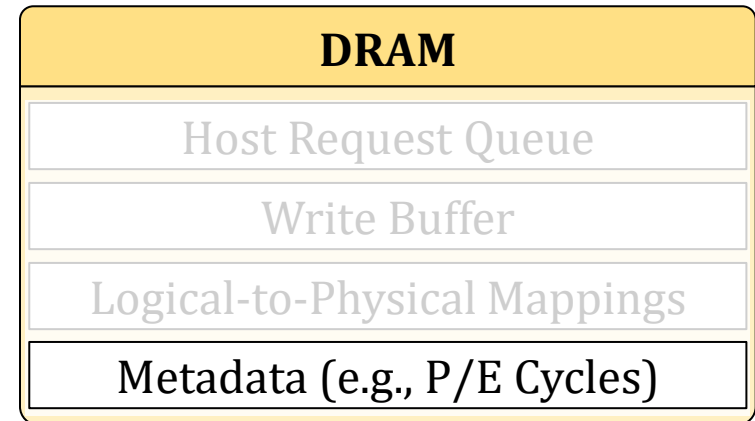 DRAM
Host Request Queue
Write Buffer
Logical-to-Physical Mappings
Metadata (e.g., P/E Cycles)